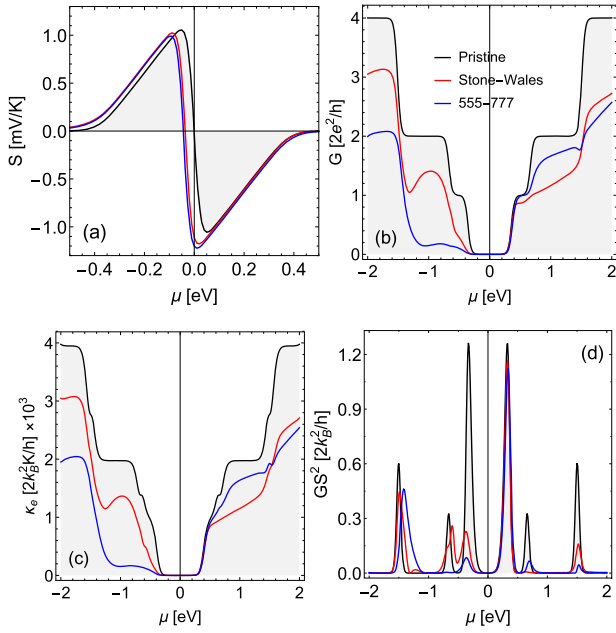 1.0
0.5
0.0
−0.5
−1.0
S [mV/K]
(a)
−0.4 −0.2 0.0 0.2 0.4
μ [eV]
4
3
2
1
0
G [2e²/h]
Pristine
Stone−Wales
555−777
(b)
−2 −1 0 1 2
μ [eV]
4
3
2
1
0
κₑ [2k_B²K/h] ×10³
(c)
−2 −1 0 1 2
μ [eV]
1.2
0.9
0.6
0.3
0.0
GS² [2k_B²/h]
(d)
−2 −1 0 1 2
μ [eV]